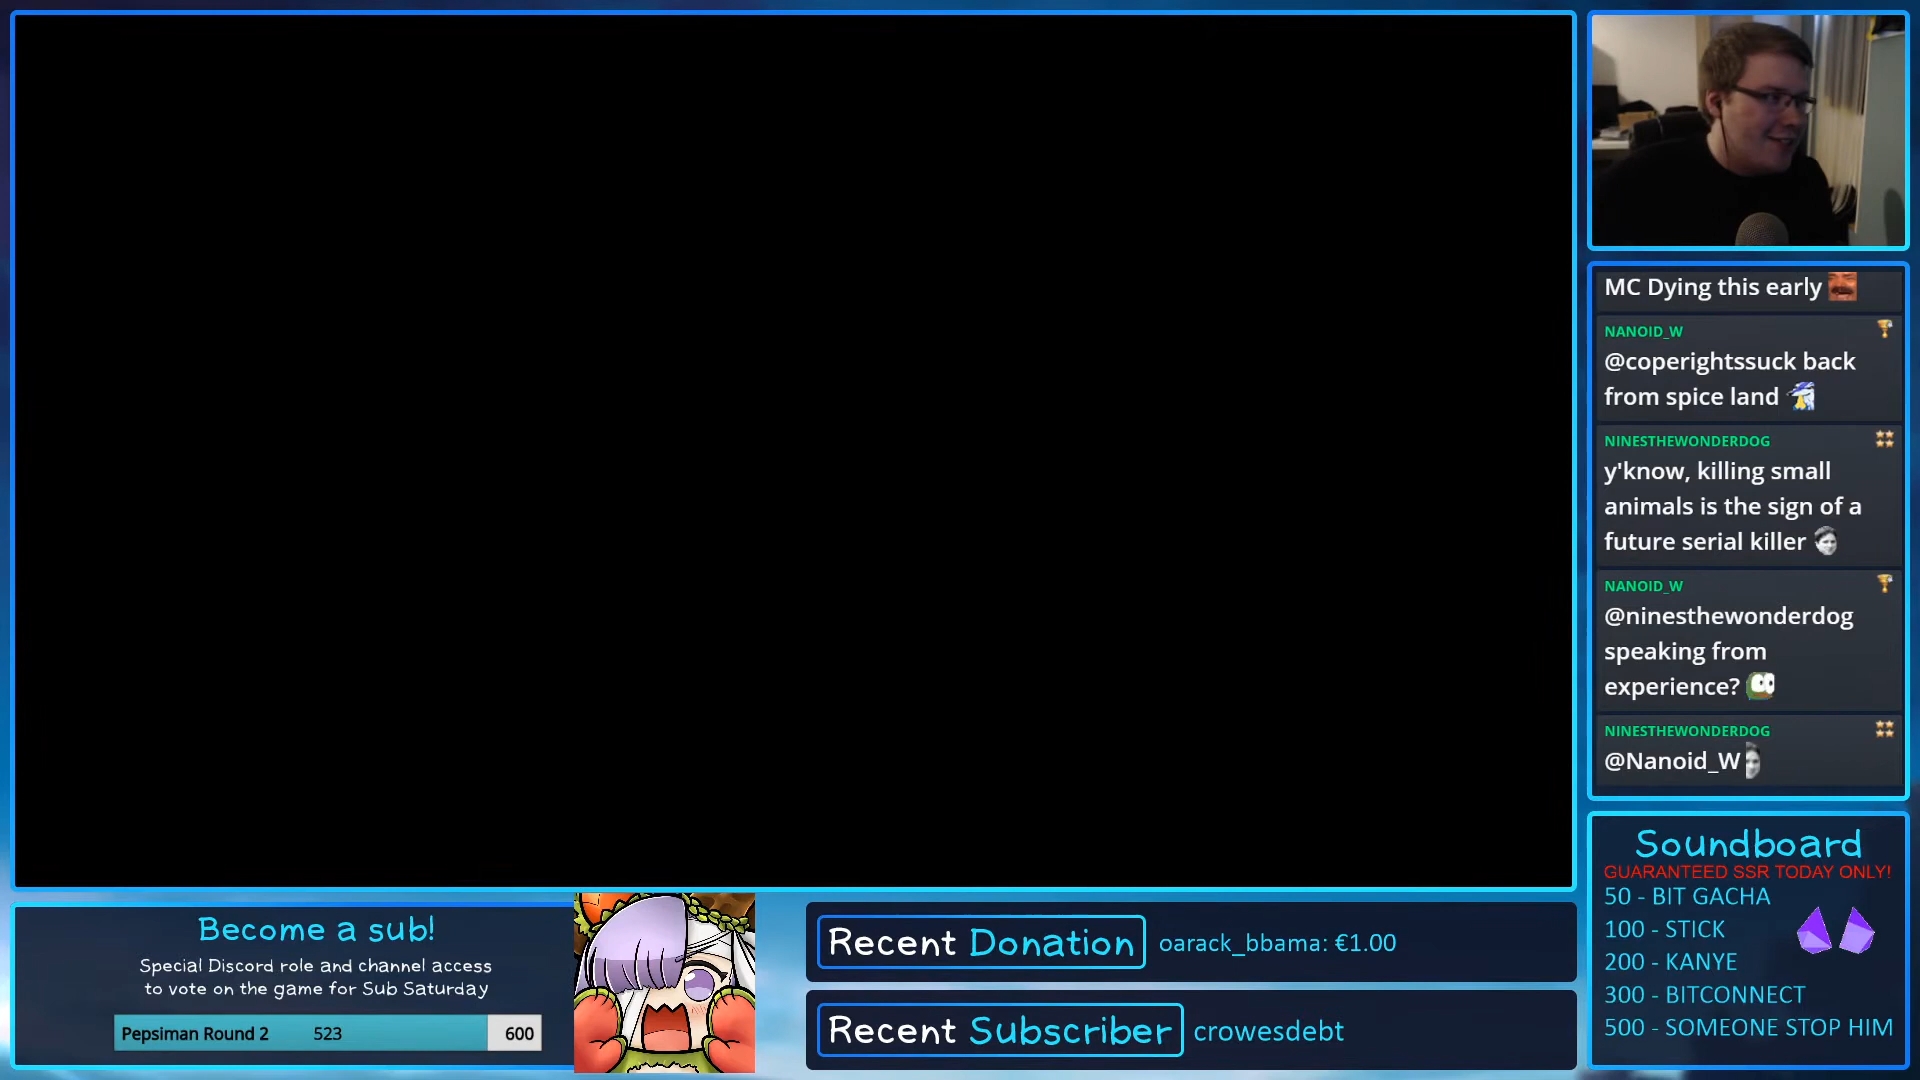 MC Dying this early
NANOID_W
@coperightssuck back
from spice land
NINESTHEWONDERDOG
y'know, killing small
animals is the sign of a
future serial killer
NANOID_W
@ninesthewonderdog
speaking from
experience?
NINESTHEWONDERDOG
@Nanoid_W
Soundboard
GUARANTEED SSR TODAY ONLY!
50 - BIT GACHA
100 - STICK
200 - KANYE
300 - BITCONNECT
500 - SOMEONE STOP HIM
Become a sub!
Special Discord role and channel access
to vote on the game for Sub Saturday
Pepsiman Round 2 523 600
Recent Donation oarack_bbama: €1.00
Recent Subscriber crowesdebt